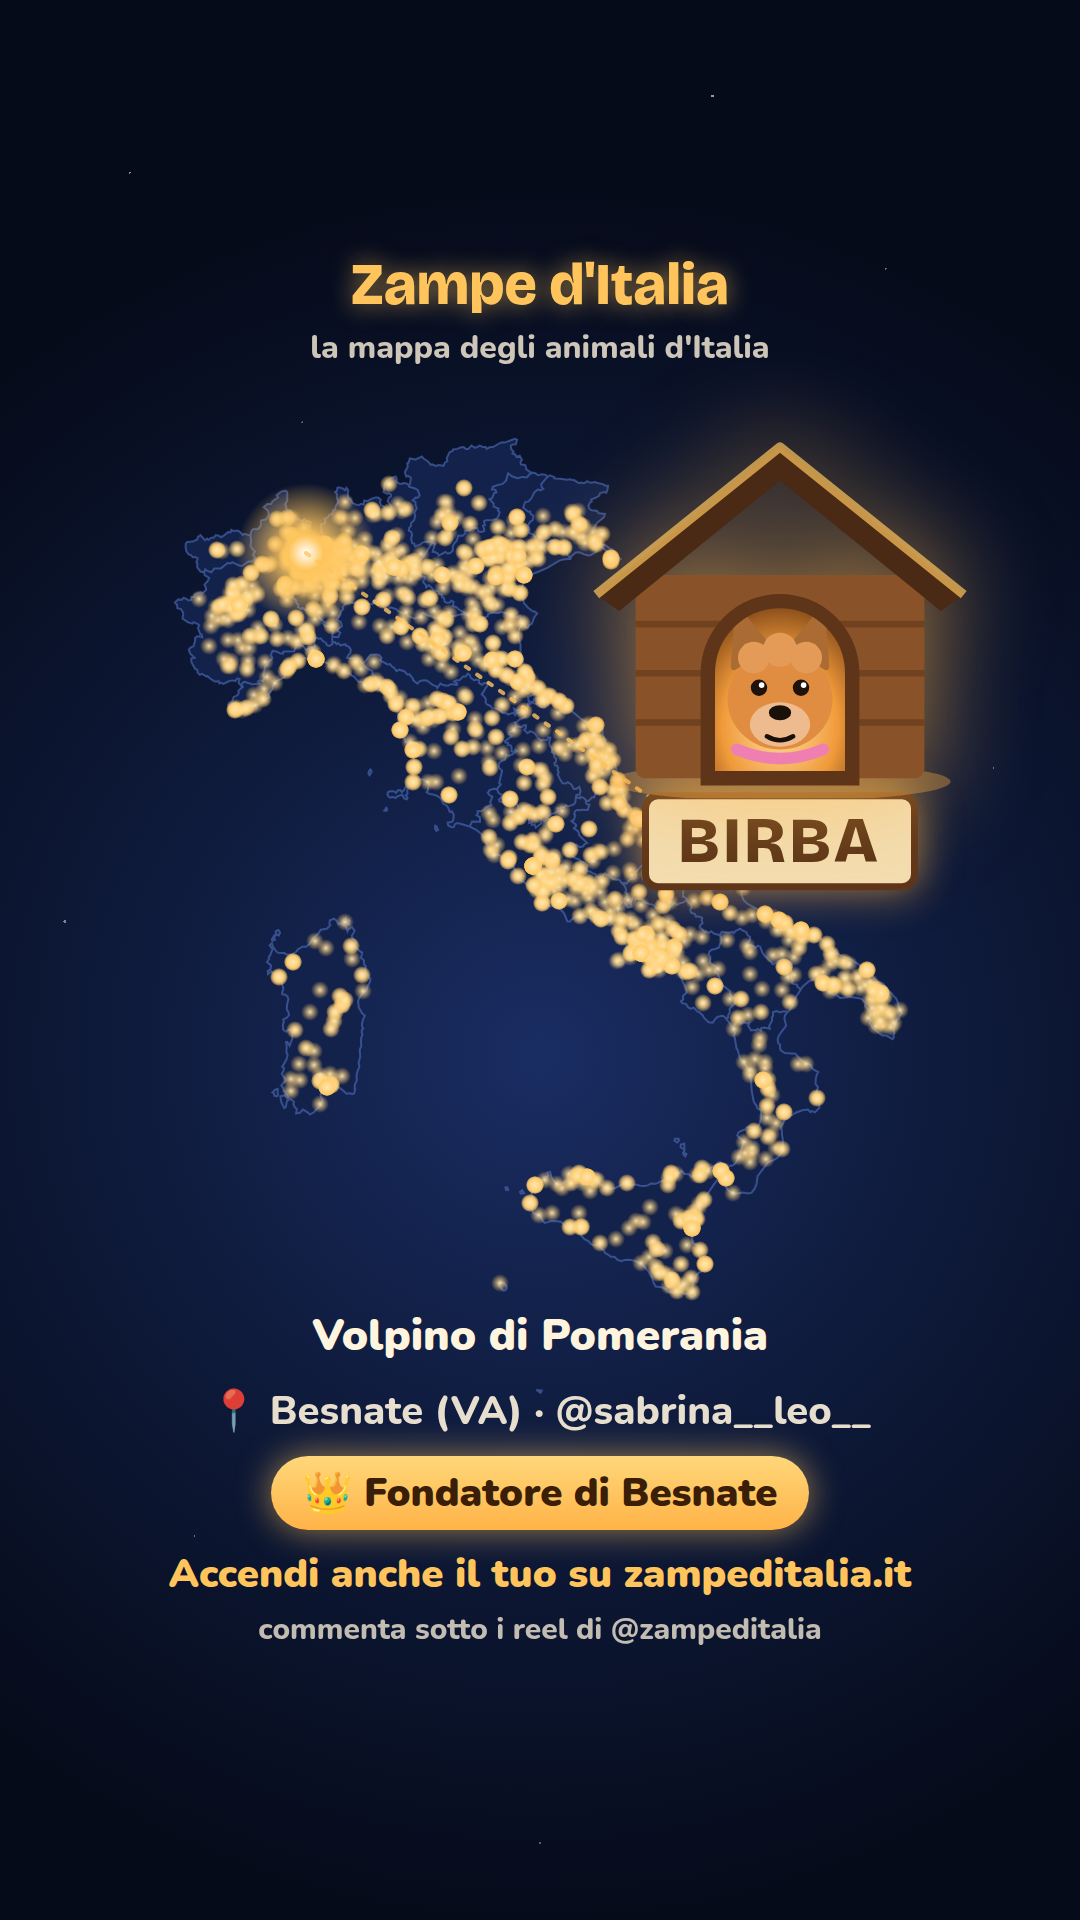 Zampe d'Italia
la mappa degli animali d'Italia
BIRBA
Volpino di Pomerania
📍 Besnate (VA) · @sabrina__leo__
👑 Fondatore di Besnate
Accendi anche il tuo su zampeditalia.it
commenta sotto i reel di @zampeditalia